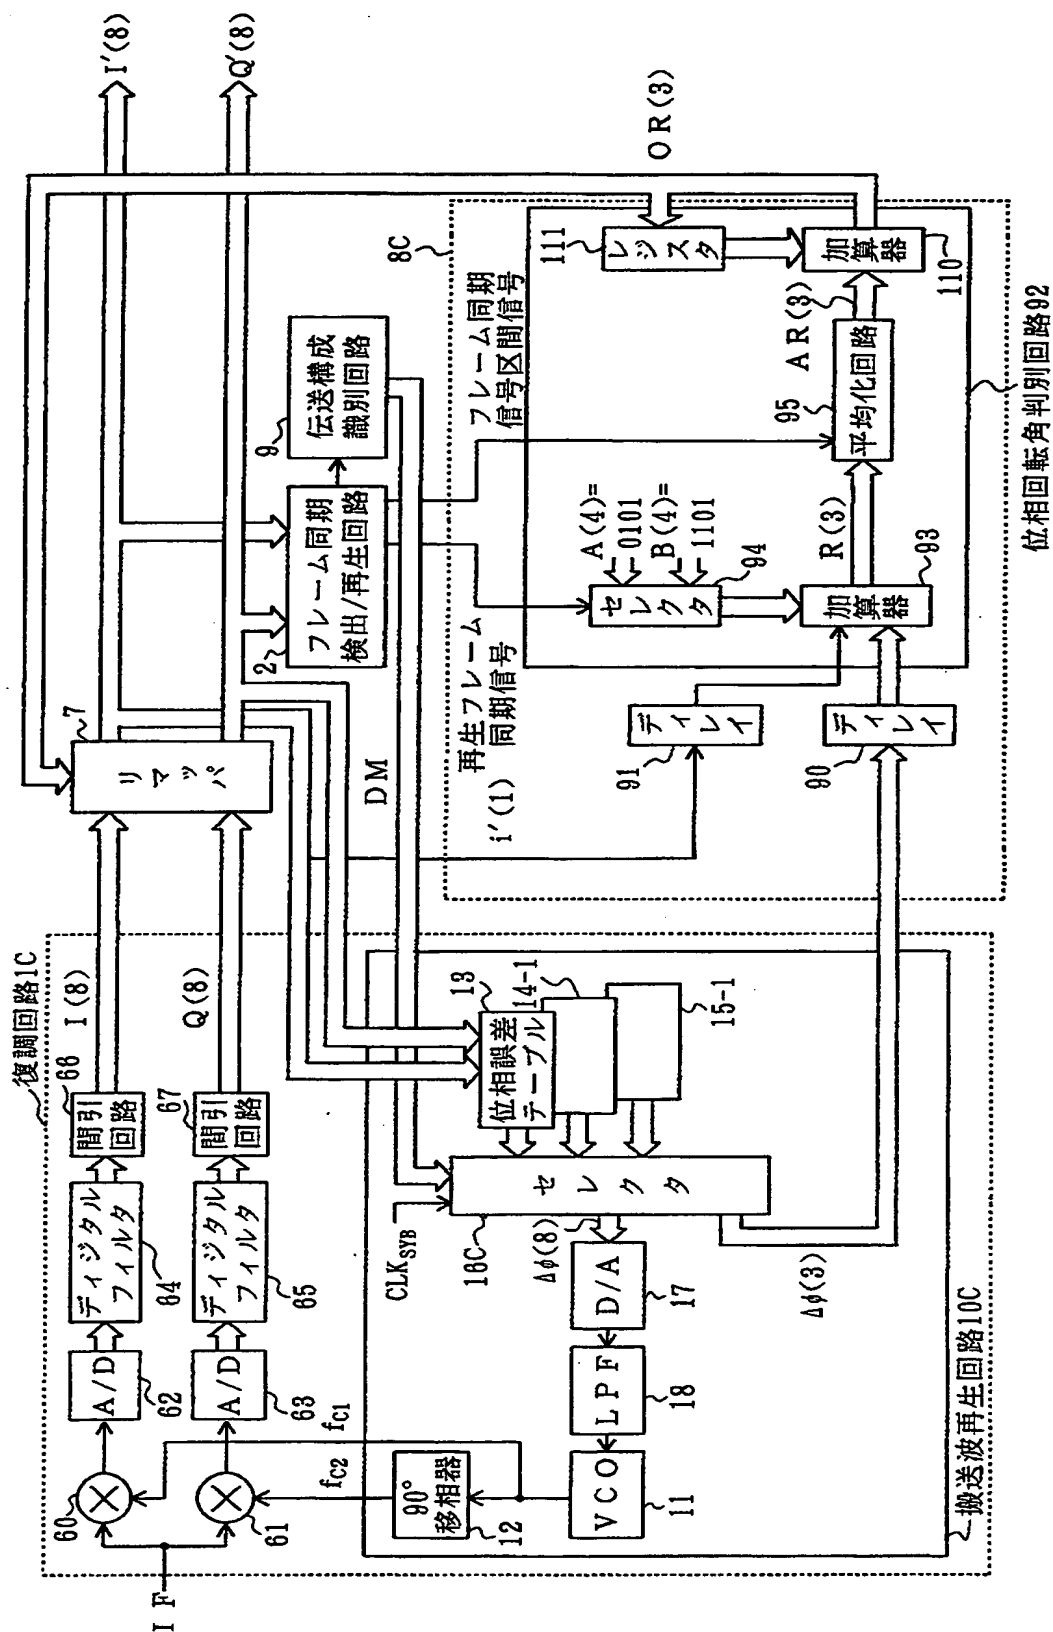 I'(8)
Q'(8)
OR(3)
7
リマッパ
復調回路1C
I(8)
Q(8)
66
間引
回路
67
間引
回路
ディジタル
フィルタ
64
ディジタル
フィルタ
65
A/D
62
A/D
63
60
61
IF
fC1
fC2
90°
移相器
12
VCO
11
LPF
18
D/A
17
Δφ(8)
Δφ(3)
CLKSYB
16C
セレクタ
13
位相誤差
テーブル
14-1
15-1
搬送波再生回路10C
DM
2
フレーム同期
検出/再生回路
9
伝送構成
識別回路
8C
再生フレーム
同期信号
フレーム同期
信号区間信号
i'(1)
91
ディレイ
90
ディレイ
セレクタ
94
A(4)=
0101
B(4)=
1101
加算器
93
R(3)
95
平均化回路
AR(3)
111
レジスタ
加算器
110
位相回転角判別回路92